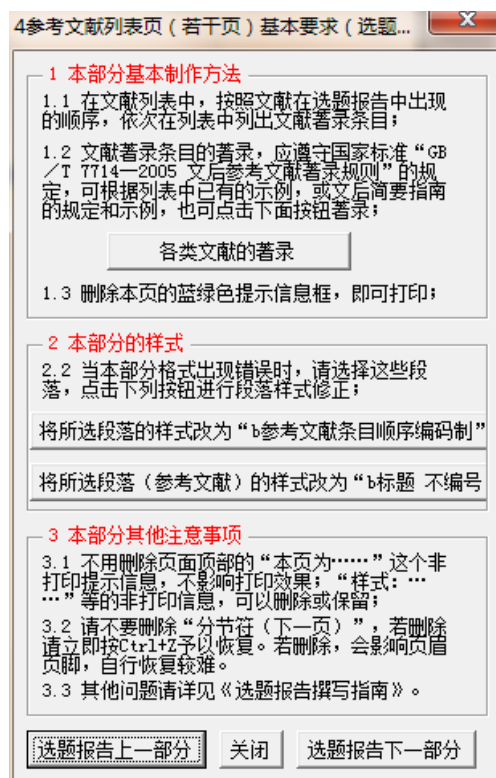 4参考文献列表页（若干页）基本要求（选题...
1 本部分基本制作方法
1.1 在文献列表中，按照文献在选题报告中出现
的顺序，依次在列表中列出文献著录条目；
1.2 文献著录条目的著录，应遵守国家标准“GB
／T 7714—2005 文后参考文献著录规则”的规
定，可根据列表中已有的示例，或文后简要指南
的规定和示例，也可点击下面按钮著录；
各类文献的著录
1.3 删除本页的蓝绿色提示信息框，即可打印；
2 本部分的样式
2.2 当本部分格式出现错误时，请选择这些段
落，点击下列按钮进行段落样式修正；
将所选段落的样式改为“b参考文献条目顺序编码制”
将所选段落（参考文献）的样式改为“b标题 不编号
3 本部分其他注意事项
3.1 不用删除页面顶部的“本页为……”这个非
打印提示信息，不影响打印效果；“样式：…
…”等的非打印信息，可以删除或保留；
3.2 请不要删除“分节符（下一页）”，若删除
请立即按Ctrl+Z予以恢复。若删除，会影响页眉
页脚，自行恢复较难。
3.3 其他问题请详见《选题报告撰写指南》。
选题报告上一部分 关闭 选题报告下一部分